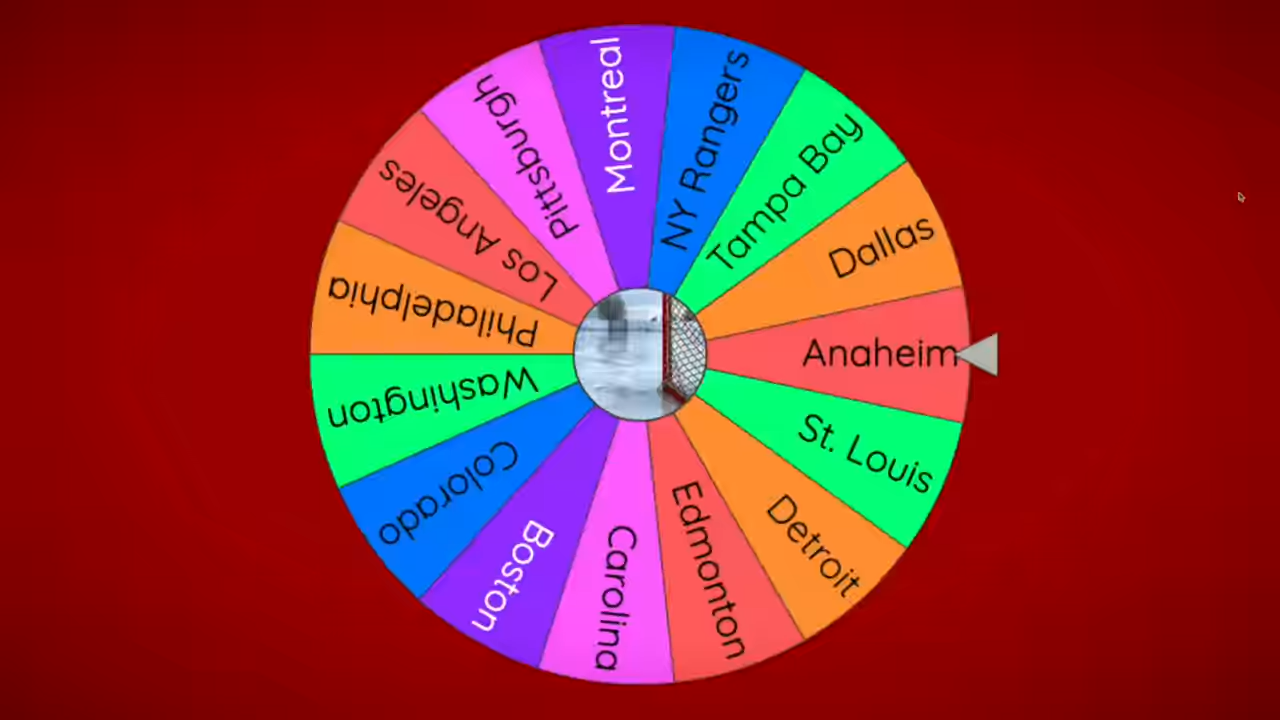 Montreal
NY Rangers
Tampa Bay
Dallas
Anaheim
St. Louis
Detroit
Edmonton
Carolina
Boston
Colorado
Washington
Philadelphia
Los Angeles
Pittsburgh